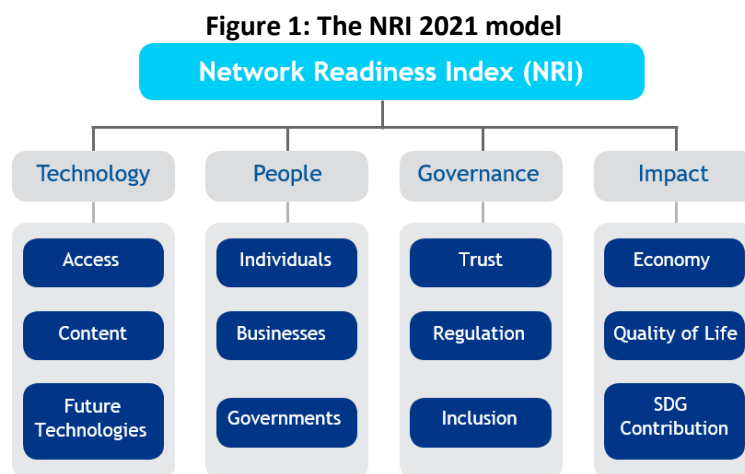 Figure 1: The NRI 2021 model
Network Readiness Index (NRI)
Technology
People
Governance
Impact
Access
Individuals
Trust
Economy
Content
Businesses
Regulation
Quality of Life
Future
Technologies
Governments
Inclusion
SDG
Contribution